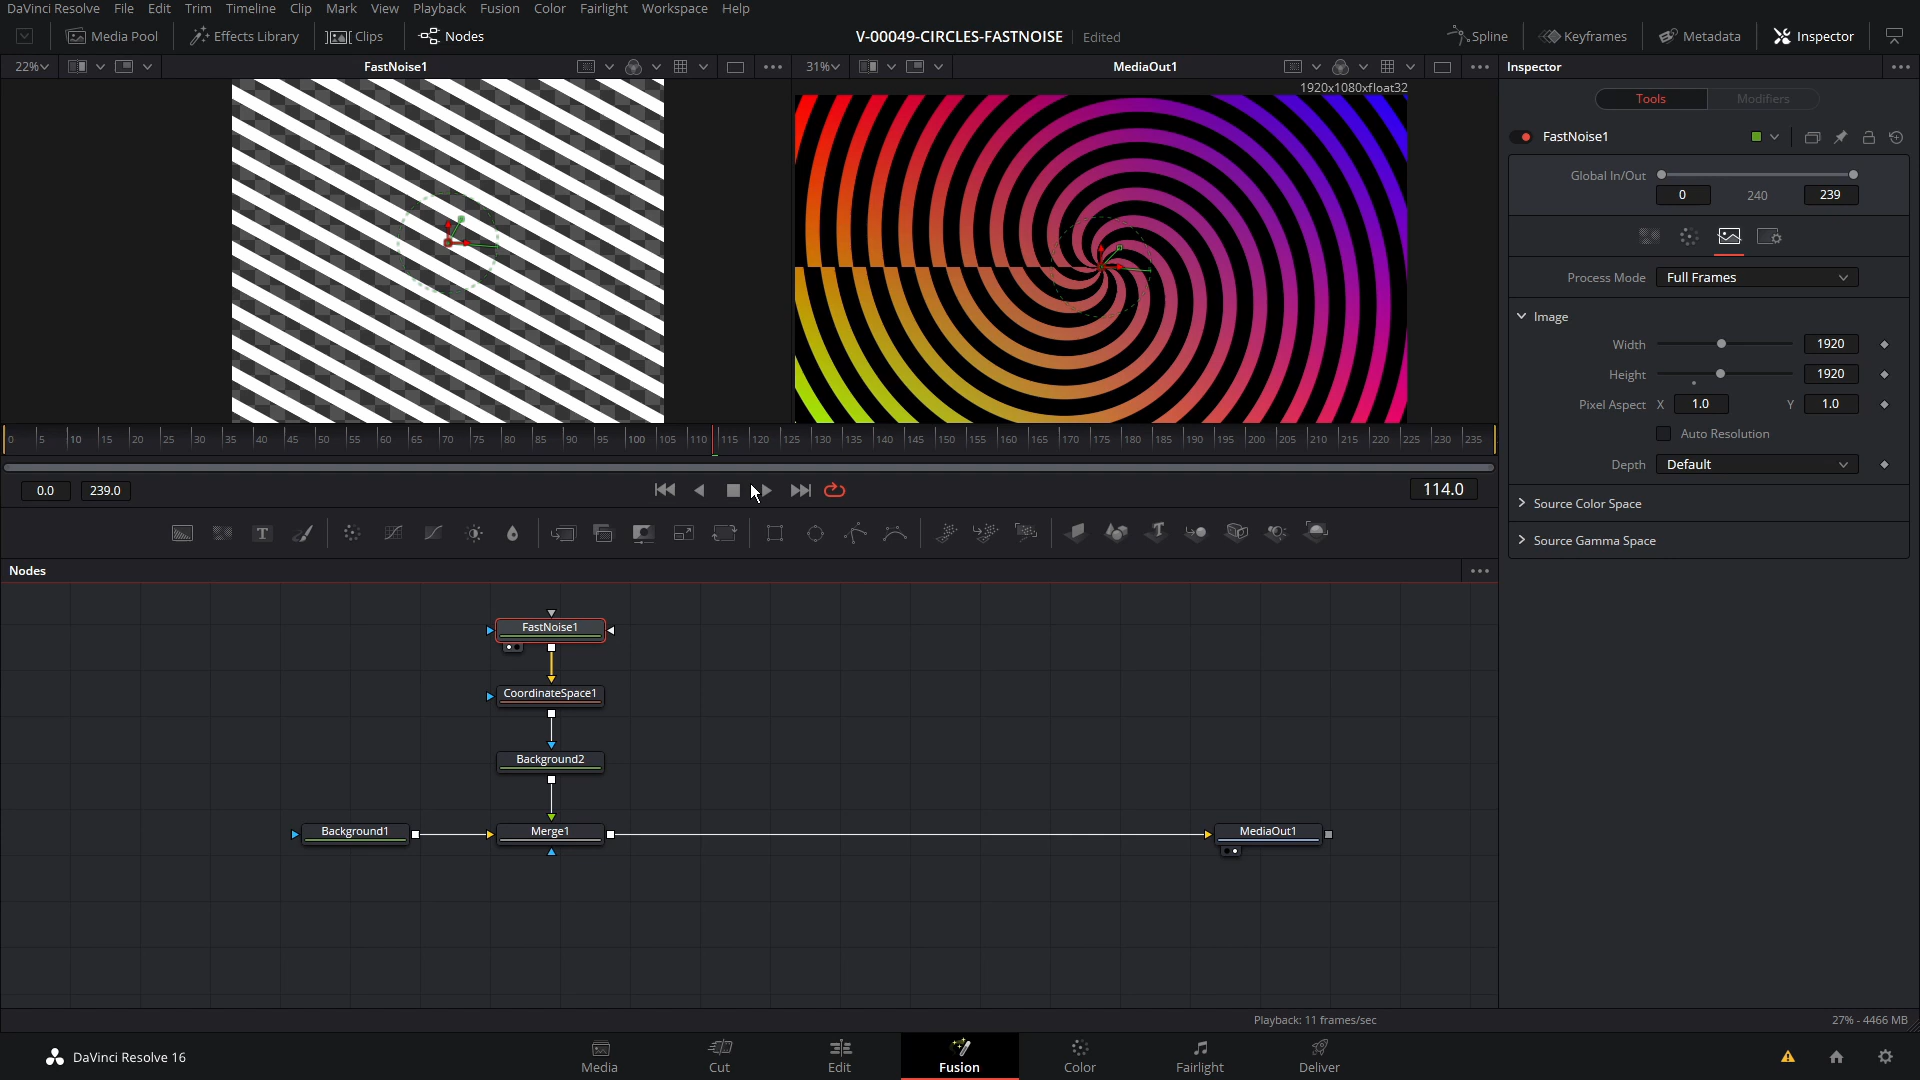 DaVinci Resolve File Edit Trim Timeline Clip Mark View Playback Fusion Color Fairlight Workspace Help
Media Pool Effects Library Clips Nodes V-00049-CIRCLES-FASTNOISE Edited Spline Keyframes Metadata Inspector
22% FastNoise1 31% MediaOut1 Inspector
1920x1080xfloat32
Tools Modifiers
FastNoise1
Global In/Out
0 240 239
Process Mode Full Frames
Image
Width 1920
Height 1920
Pixel Aspect X 1.0 Y 1.0
Auto Resolution
Depth Default
Source Color Space
Source Gamma Space
0 5 10 15 20 25 30 35 40 45 50 55 60 65 70 75 80 85 90 95 100 105 110 115 120 125 130 135 140 145 150 155 160 165 170 175 180 185 190 195 200 205 210 215 220 225 230 235
0.0 239.0 114.0
Nodes
FastNoise1
CoordinateSpace1
Background2
Background1 Merge1 MediaOut1
Playback: 11 frames/sec 27% - 4466 MB
DaVinci Resolve 16 Media Cut Edit Fusion Color Fairlight Deliver